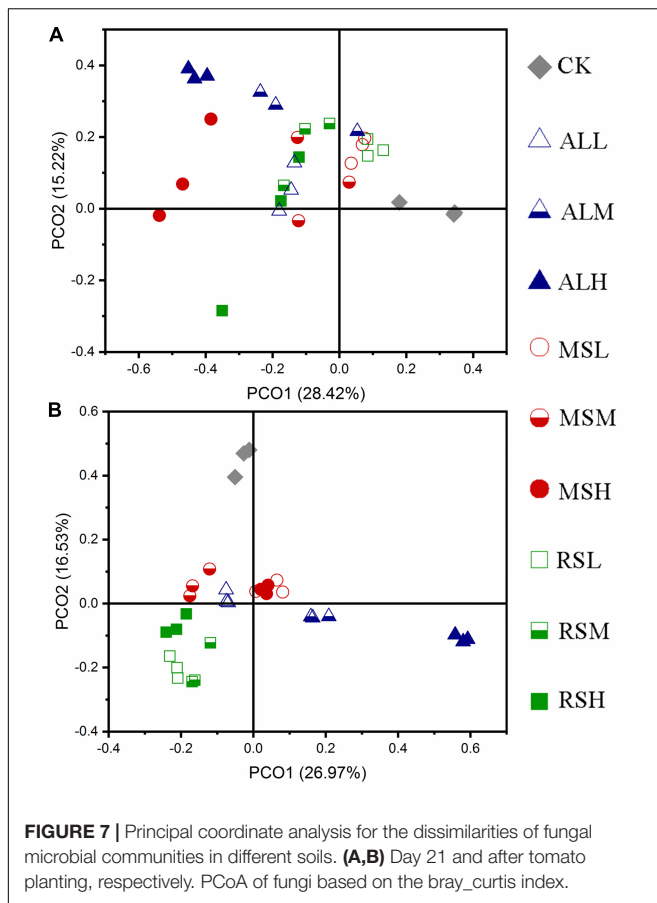 A
0.4
0.2
0.0
-0.2
-0.4
PCO2 (15.22%)
-0.6
-0.4
-0.2
0.0
0.2
0.4
PCO1 (28.42%)
B
0.6
0.4
0.2
0.0
-0.2
-0.4
PCO2 (16.53%)
-0.4
-0.2
0.0
0.2
0.4
0.6
PCO1 (26.97%)
CK
ALL
ALM
ALH
MSL
MSM
MSH
RSL
RSM
RSH
FIGURE 7 | Principal coordinate analysis for the dissimilarities of fungal
microbial communities in different soils. (A,B) Day 21 and after tomato
planting, respectively. PCoA of fungi based on the bray_curtis index.